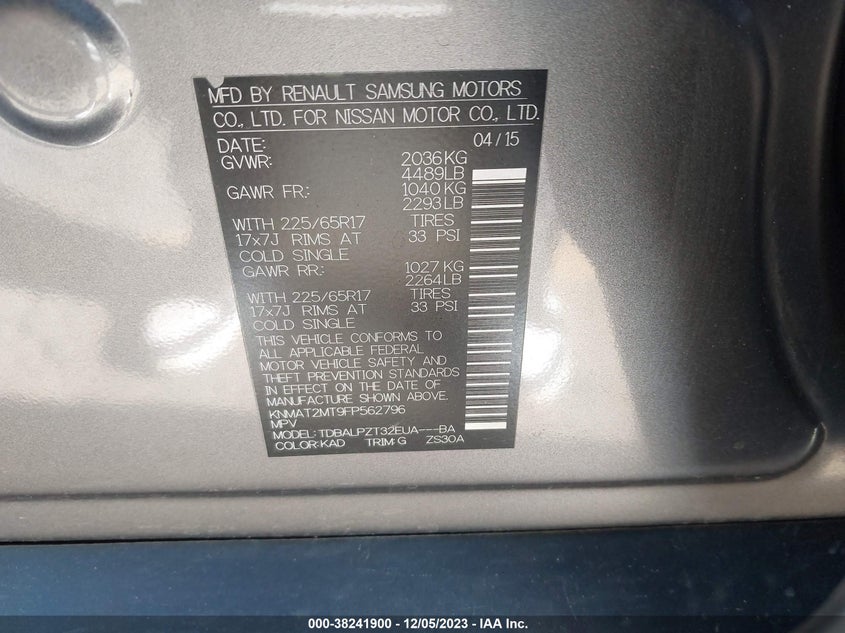 MFD BY RENAULT SAMSUNG MOTORS
CO., LTD. FOR NISSAN MOTOR CO., LTD.
DATE: 04/15
GVWR: 2036KG
4489LB
GAWR FR: 1040KG
2293LB
WITH 225/65R17 TIRES
17x7J RIMS AT 33 PSI
COLD SINGLE
GAWR RR: 1027KG
2264LB
WITH 225/65R17 TIRES
17x7J RIMS AT 33 PSI
COLD SINGLE
THIS VEHICLE CONFORMS TO
ALL APPLICABLE FEDERAL
MOTOR VEHICLE SAFETY AND
THEFT PREVENTION STANDARDS
IN EFFECT ON THE DATE OF
MANUFACTURE SHOWN ABOVE.
KNMAT2MT9FP562796
MPV
MODEL: TDBALPZT32EUA---BA
COLOR:KAD TRIM:G ZS30A
000-38241900 - 12/05/2023 - IAA Inc.